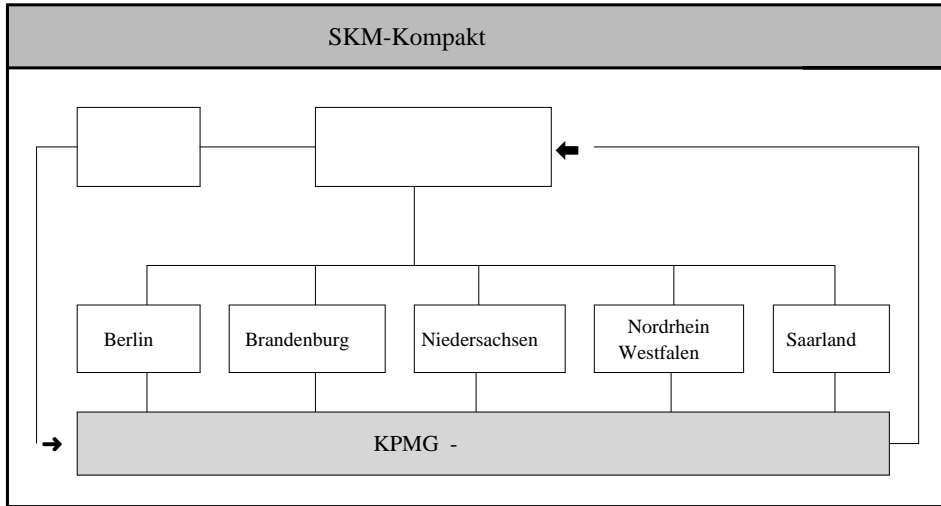 SKM-Kompakt
Berlin
Brandenburg
Niedersachsen
Nordrhein
Westfalen
Saarland
KPMG -